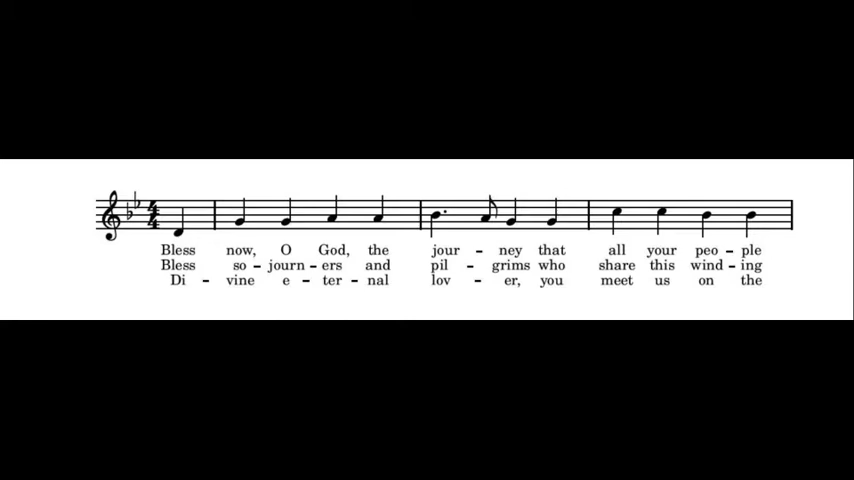 Bless now, O God, the jour - ney that all your peo - ple
Bless so - journ - ers and pil - grims who share this wind - ing
Di - vine e - ter - nal lov - er, you meet us on the